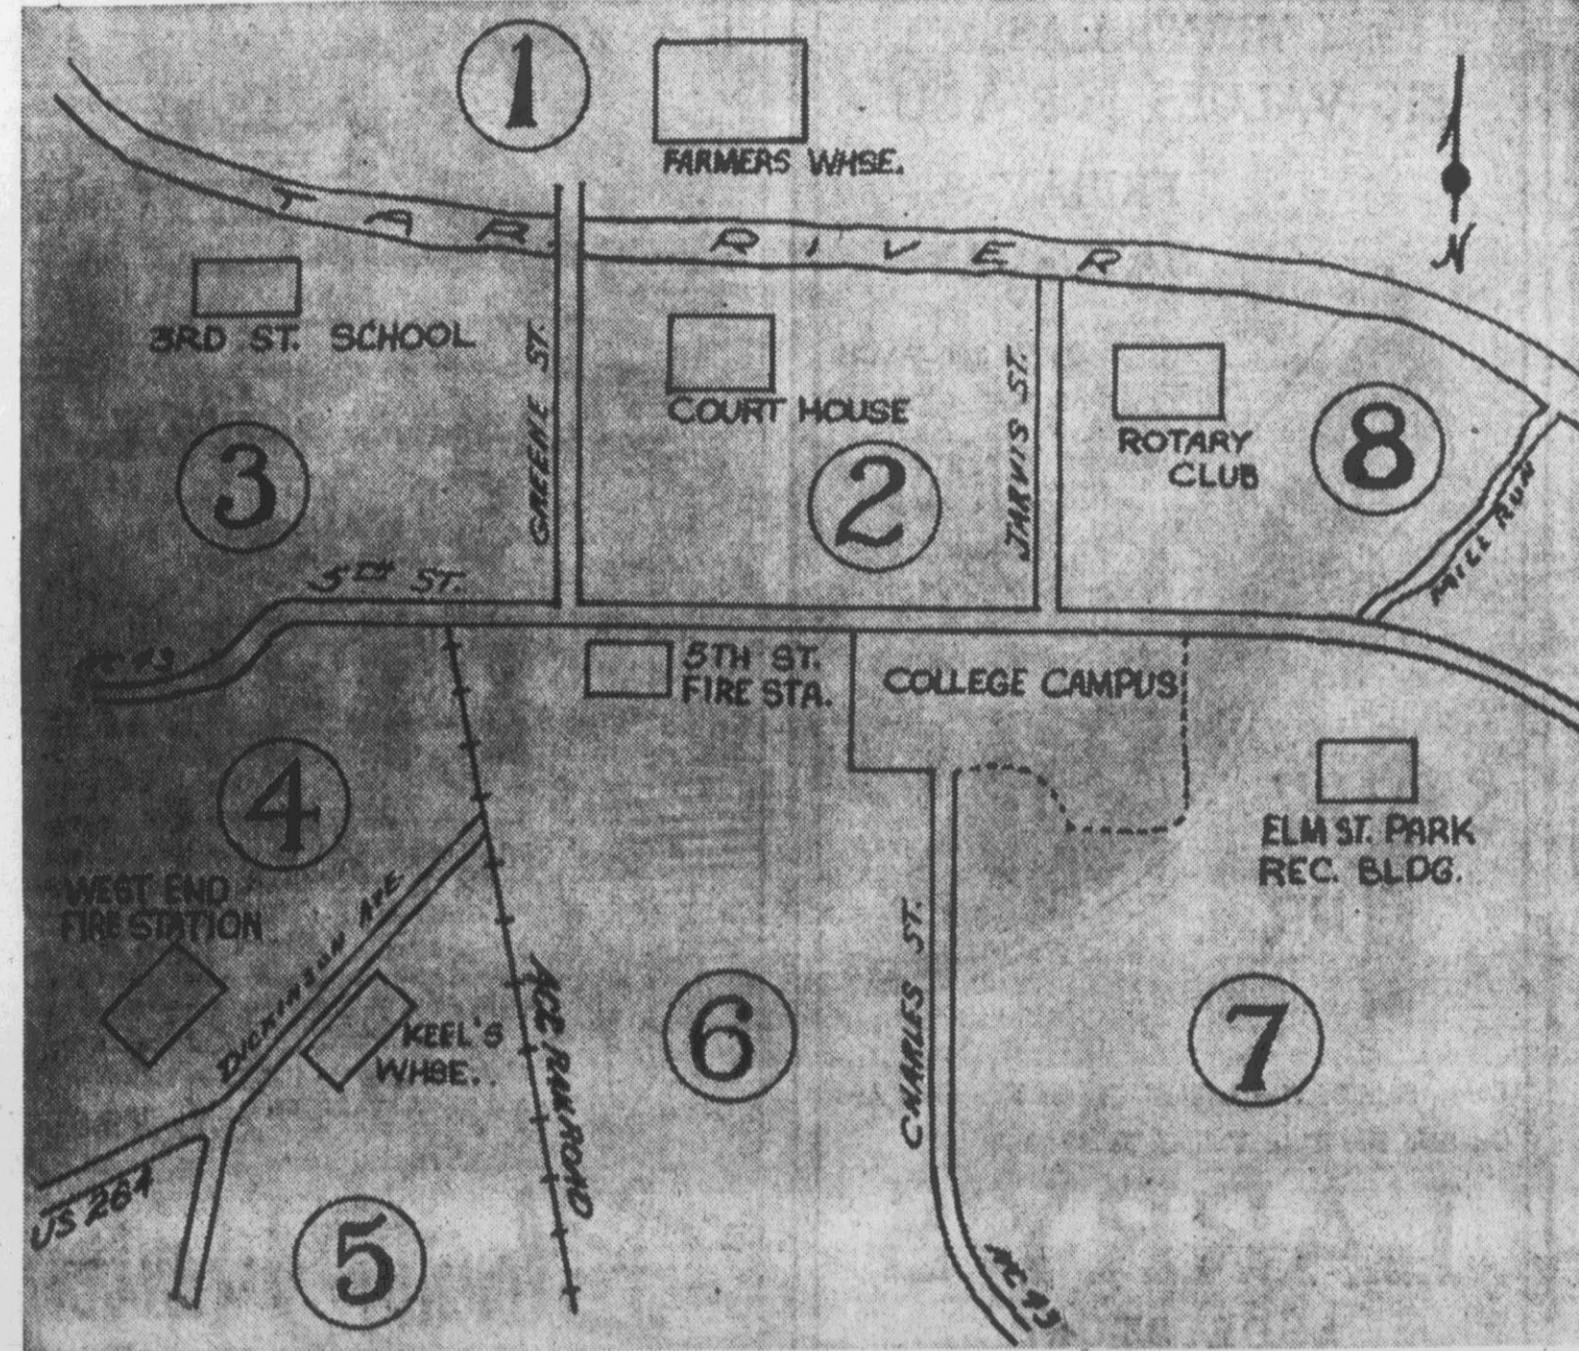 1
FARMERS WHSE.
TAR RIVER
N
3RD ST. SCHOOL
GREENE ST.
COURT HOUSE
JARVIS ST.
ROTARY
CLUB
8
3
2
MILL RUN
5TH ST.
NC 43
5TH ST.
FIRE STA.
COLLEGE CAMPUS
4
ELM ST. PARK
REC. BLDG.
WEST END
FIRE STATION
DICKINSON AVE.
KEEL'S
WHSE.
ACL RAILROAD
6
CHARLES ST.
7
US 264
5
NC 43